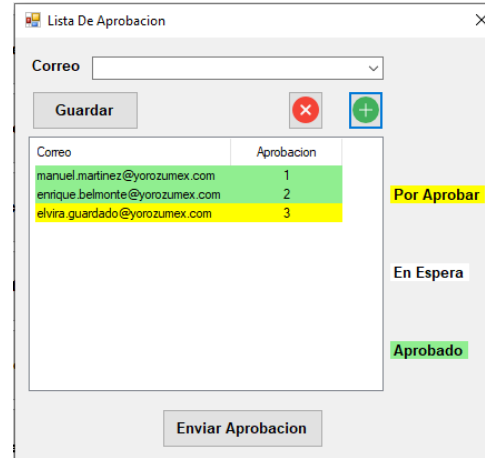 Lista De Aprobacion
Correo
Guardar
Correo Aprobacion
manuel.martinez@yorozumex.com 1
enrique.belmonte@yorozumex.com 2
elvira.guardado@yorozumex.com 3
Por Aprobar
En Espera
Aprobado
Enviar Aprobacion